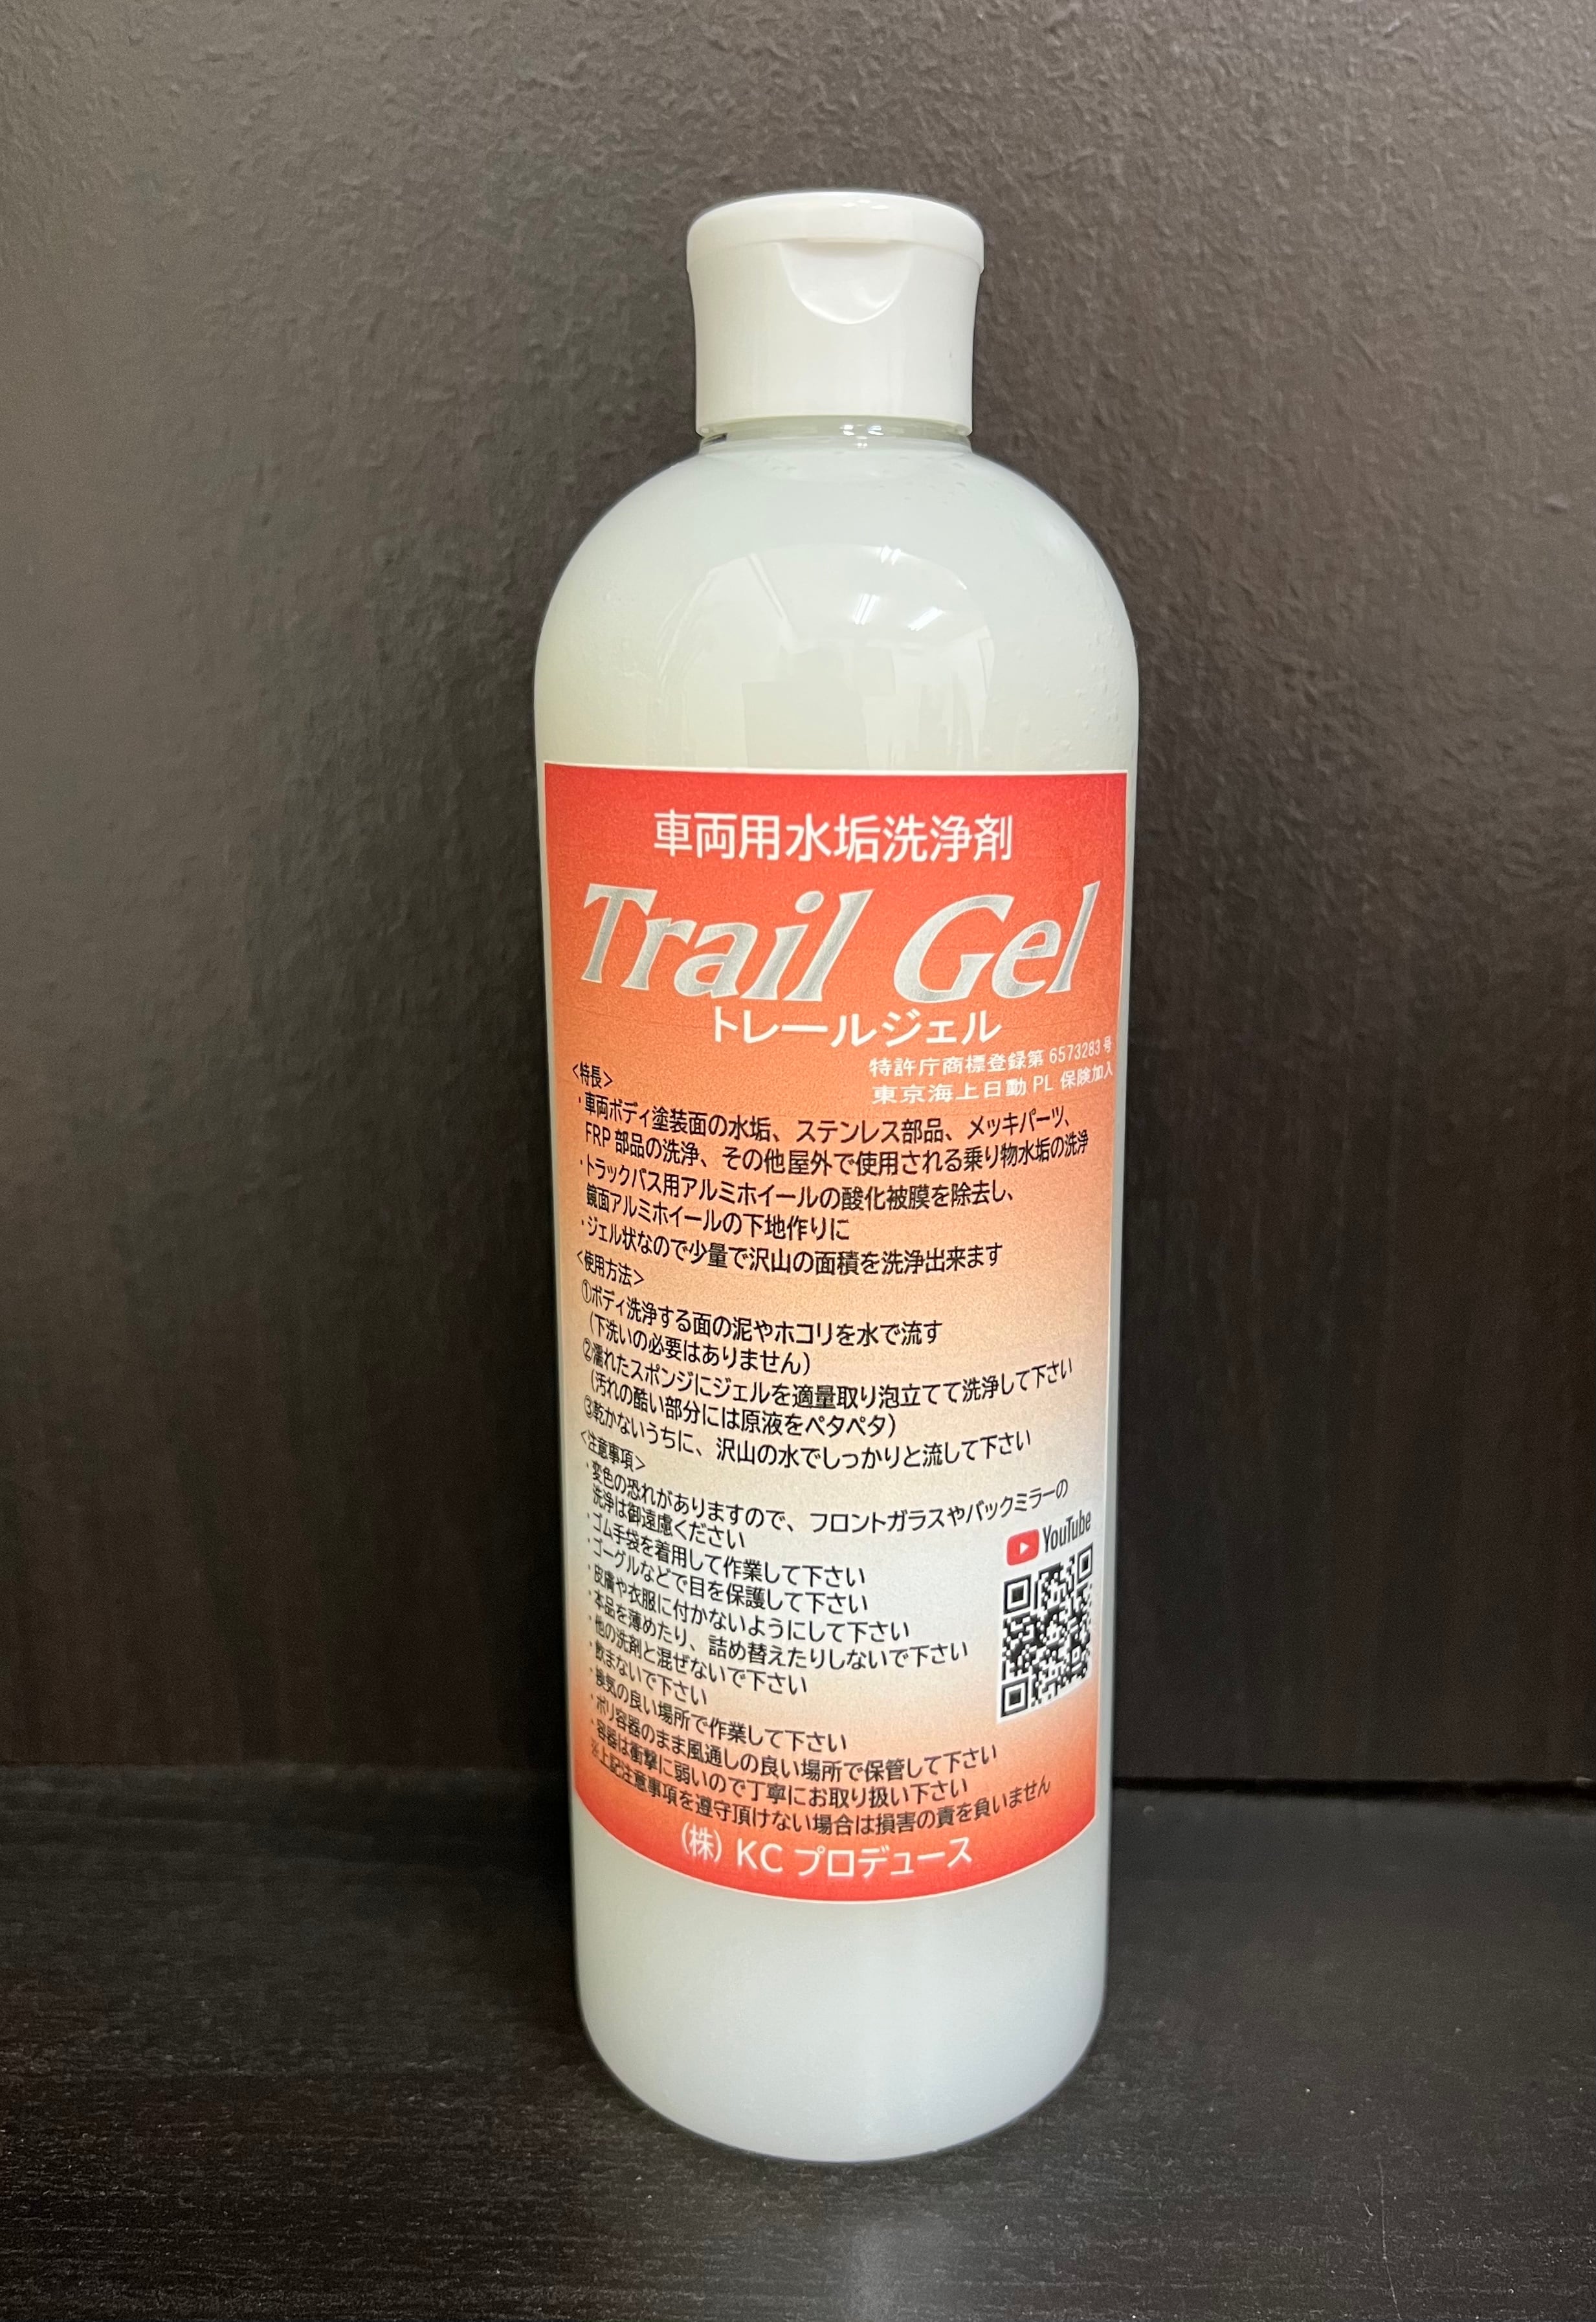 車両用水垢洗浄剤
Trail Gel
トレールジェル
特許庁商標登録第6573283号
東京海上日動PL 保険加入
<特長>
・車両ボディ塗装面の水垢、ステンレス部品、メッキパーツ、
FRP部品の洗浄、その他屋外で使用される乗り物水垢の洗浄
・トラックバス用アルミホイールの酸化被膜を除去し、
鏡面アルミホイールの下地作りに
・ジェル状なので少量で沢山の面積を洗浄出来ます
<使用方法>
①ボディ洗浄する面の泥やホコリを水で流す
(下洗いの必要はありません)
②濡れたスポンジにジェルを適量取り泡立てて洗浄して下さい
(汚れの酷い部分には原液をペタペタ)
③乾かないうちに、沢山の水でしっかりと流して下さい
<注意事項>
・変色の恐れがありますので、フロントガラスやバックミラーの
洗浄は御遠慮ください
・ゴム手袋を着用して作業して下さい
・ゴーグルなどで目を保護して下さい
・皮膚や衣服に付かないようにして下さい
・本品を薄めたり、詰め替えたりしないで下さい
・他の洗剤と混ぜないで下さい
・飲まないで下さい
・換気の良い場所で作業して下さい
・ポリ容器のまま風通しの良い場所で保管して下さい
・容器は衝撃に弱いので丁寧にお取り扱い下さい
※上記注意事項を遵守頂けない場合は損害の責を負いません
YouTube
(株) KC プロデュース